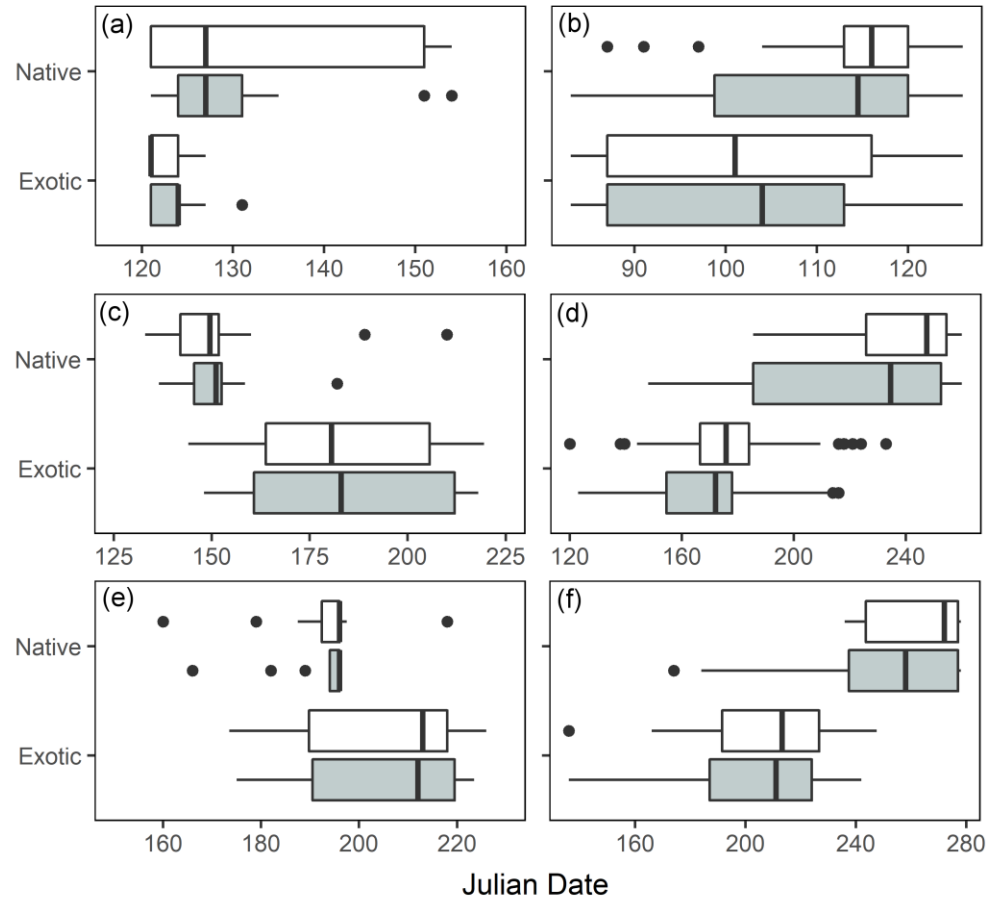 (a) (b)
Native
Exotic
120 130 140 150 160 90 100 110 120
(c) (d)
Native
Exotic
125 150 175 200 225 120 160 200 240
(e) (f)
Native
Exotic
160 180 200 220 160 200 240 280
Julian Date